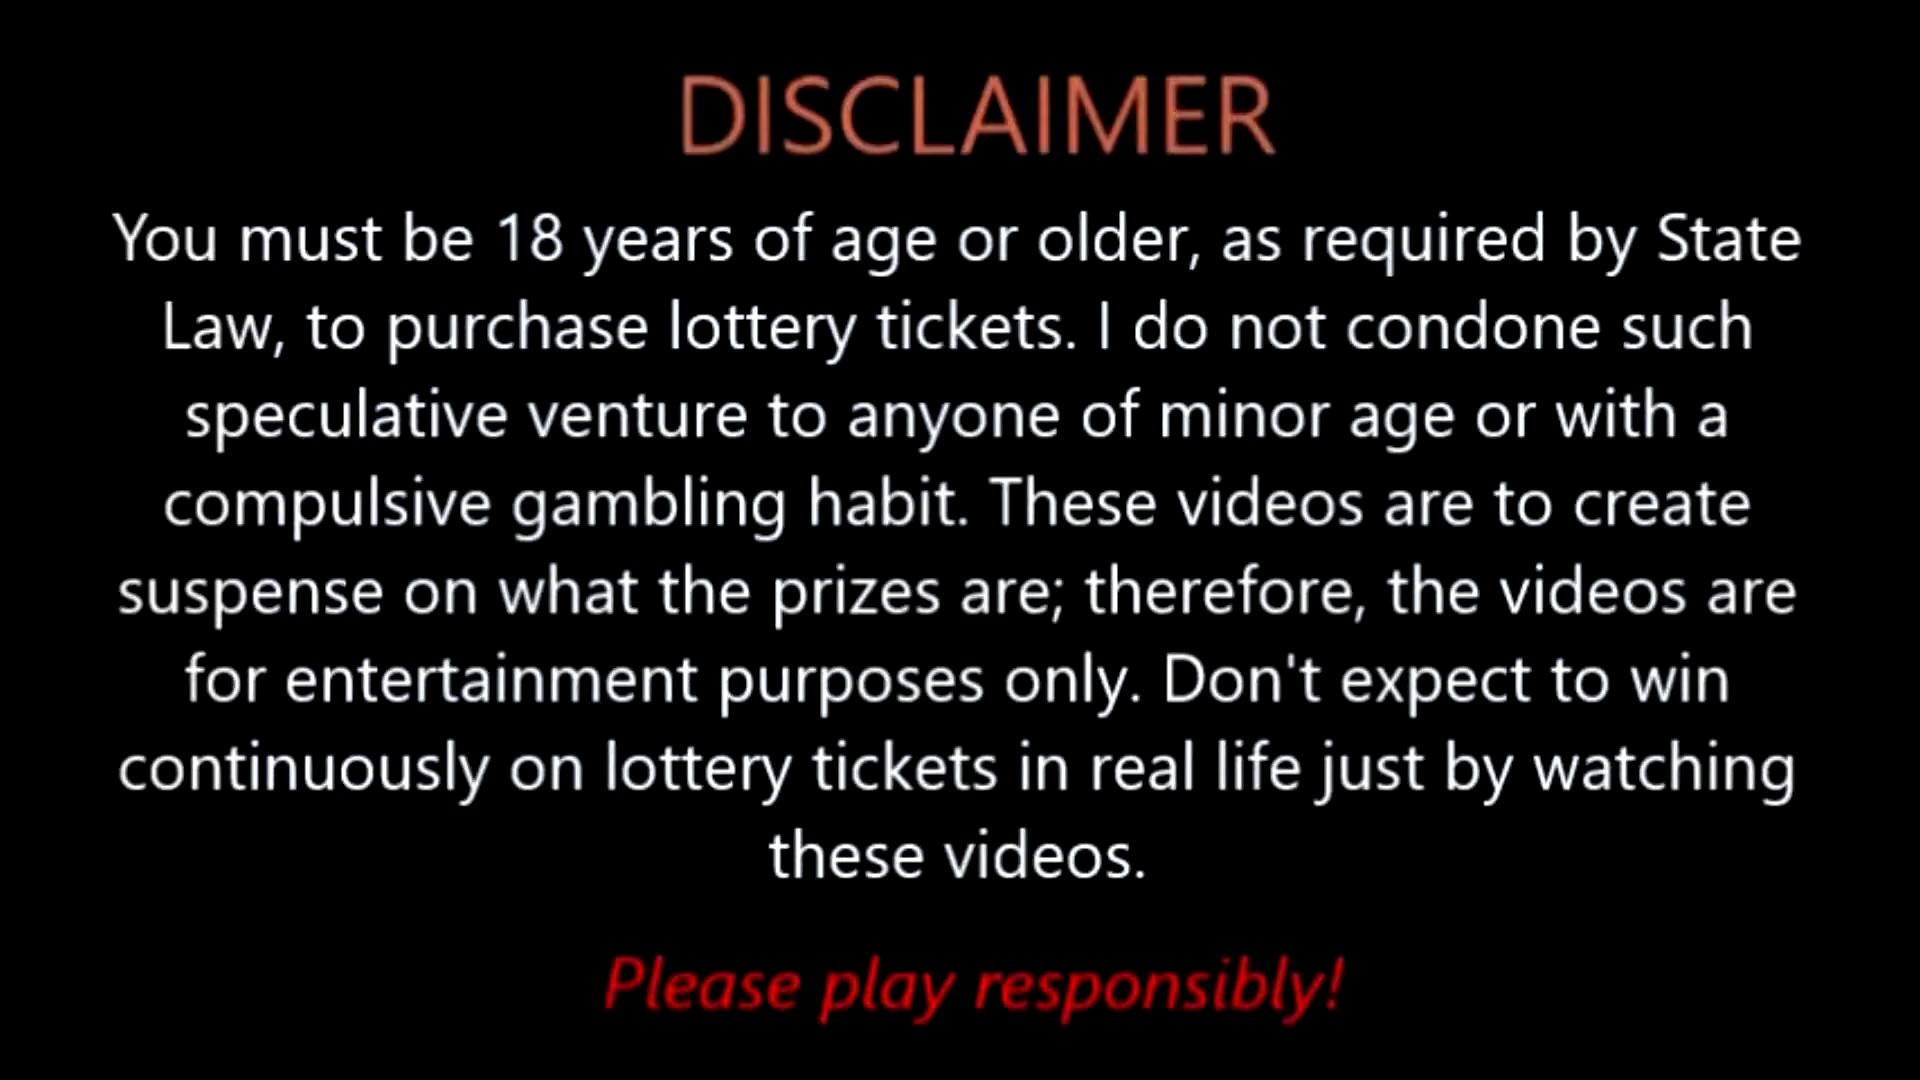 DISCLAIMER
You must be 18 years of age or older, as required by State
Law, to purchase lottery tickets. I do not condone such
speculative venture to anyone of minor age or with a
compulsive gambling habit. These videos are to create
suspense on what the prizes are; therefore, the videos are
for entertainment purposes only. Don't expect to win
continuously on lottery tickets in real life just by watching
these videos.
Please play responsibly!